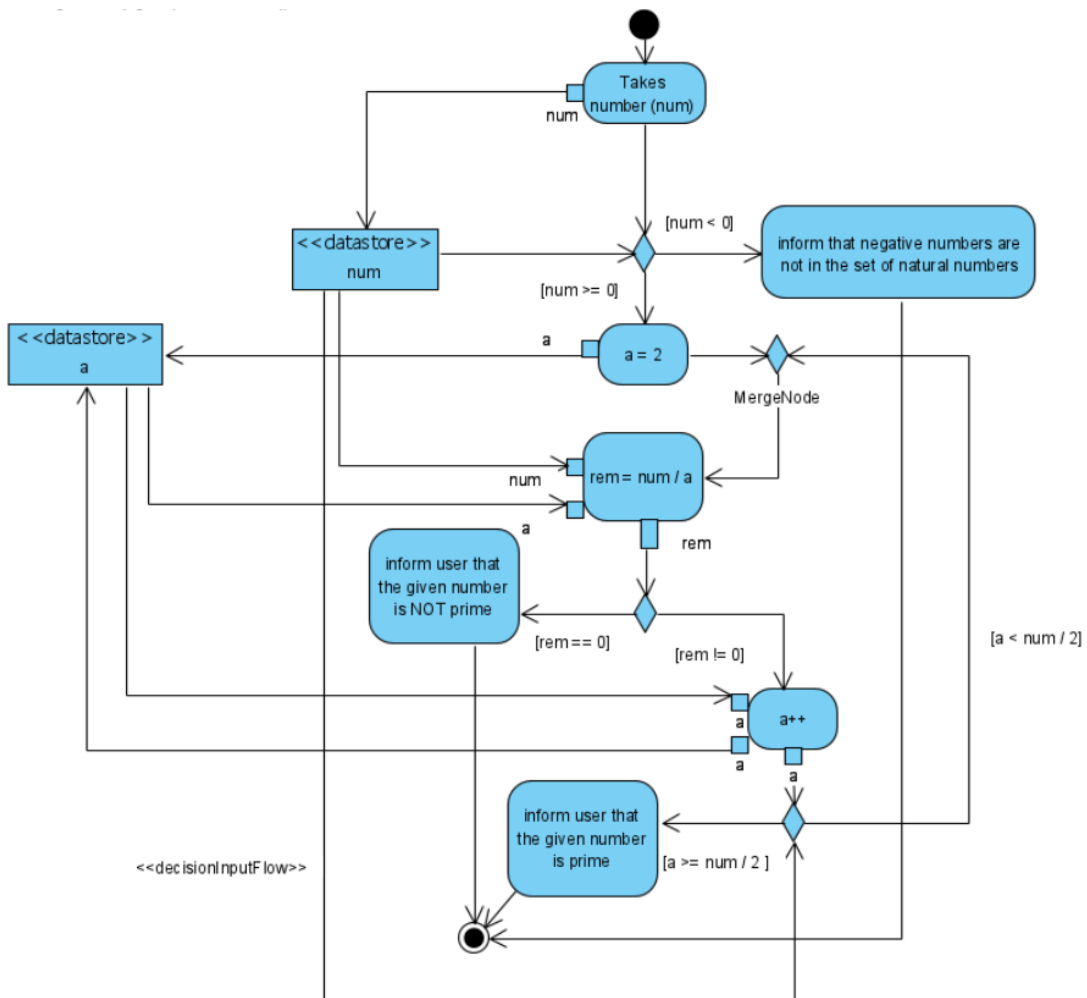 Takes
number (num)
num
[num < 0]
<<datastore>>
num
inform that negative numbers are
not in the set of natural numbers
[num >= 0]
<<datastore>>
a
a
a = 2
MergeNode
num
rem = num / a
a
rem
inform user that
the given number
is NOT prime
[rem == 0]
[rem != 0]
[a < num / 2]
a
a++
a
a
inform user that
the given number
is prime
[a >= num / 2 ]
<<decisionInputFlow>>